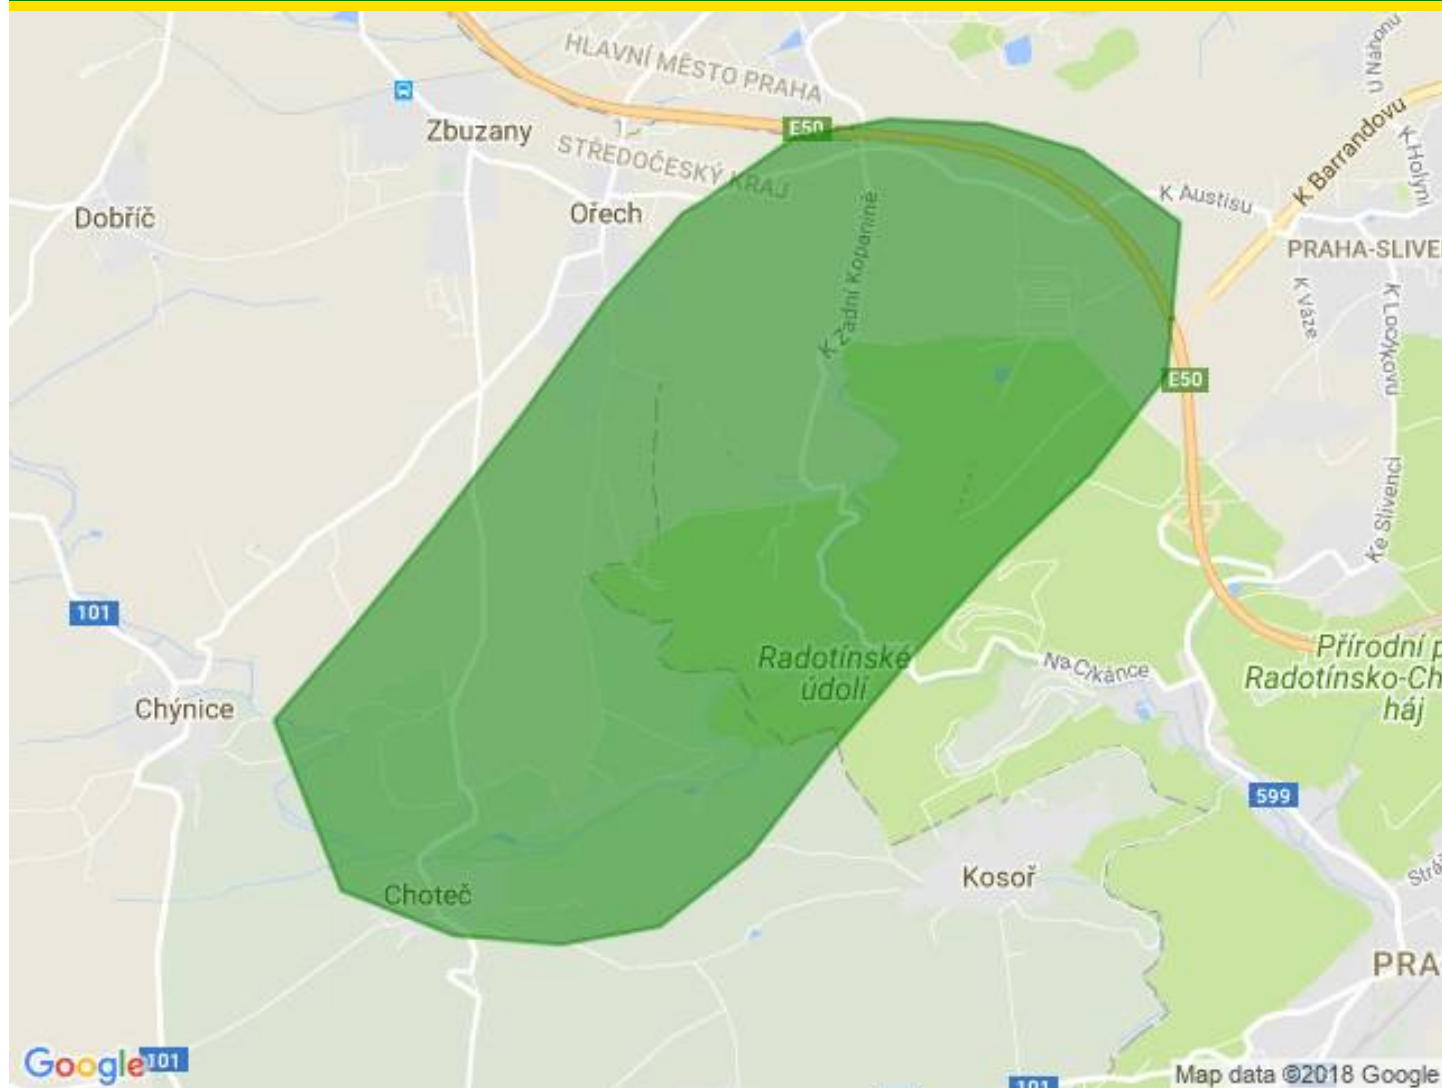 HLAVNÍ MĚSTO PRAHA
U Náhonu
Zbuzany
E50
STŘEDOČESKÝ KRAJ
K Barrandovu
K Holyni
Dobříč
Ořech
K Zadní Kopanině
K Austisu
PRAHA-SLIVE
K Váze
K Lochkovu
E50
Ke Slivenci
101
Radotínské
údolí
Na Cikánce
Přírodní p
Radotínsko-Ch
háj
Chýnice
599
Kosoř
Choteč
Strá
PRA
Google
101
101
Map data ©2018 Google